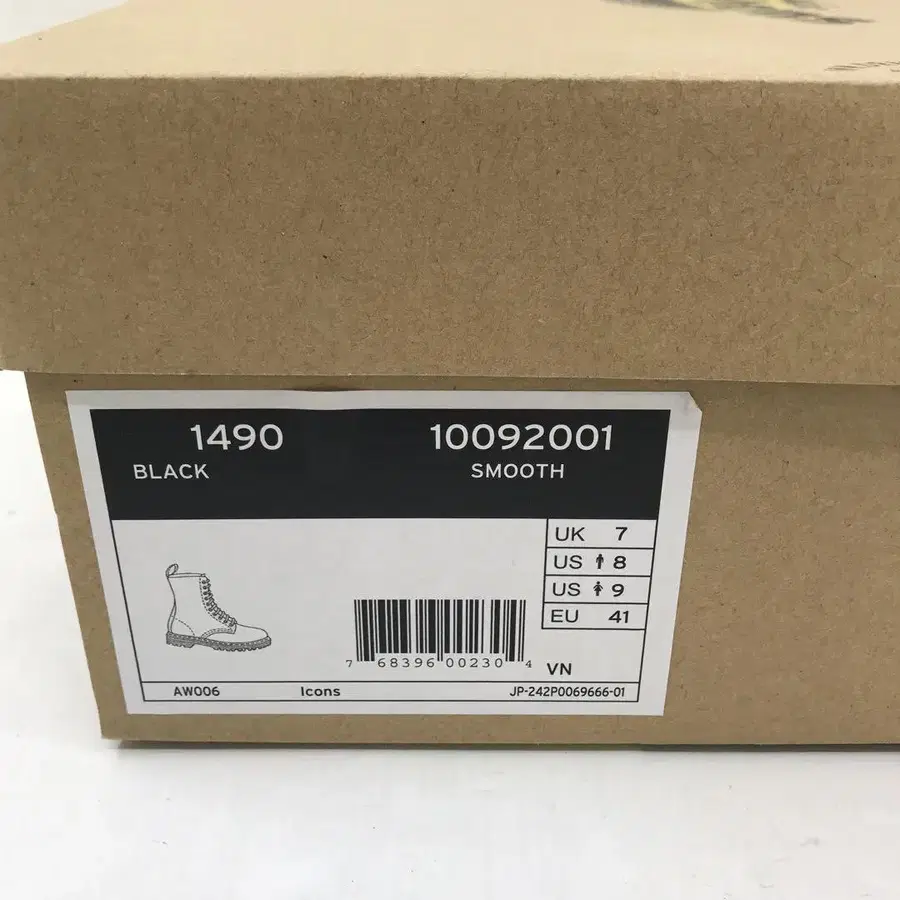 1490 10092001
BLACK SMOOTH
UK 7
US 8
US 9
EU 41
7 68396 00230 4
VN
AW006 Icons JP-242P0069666-01